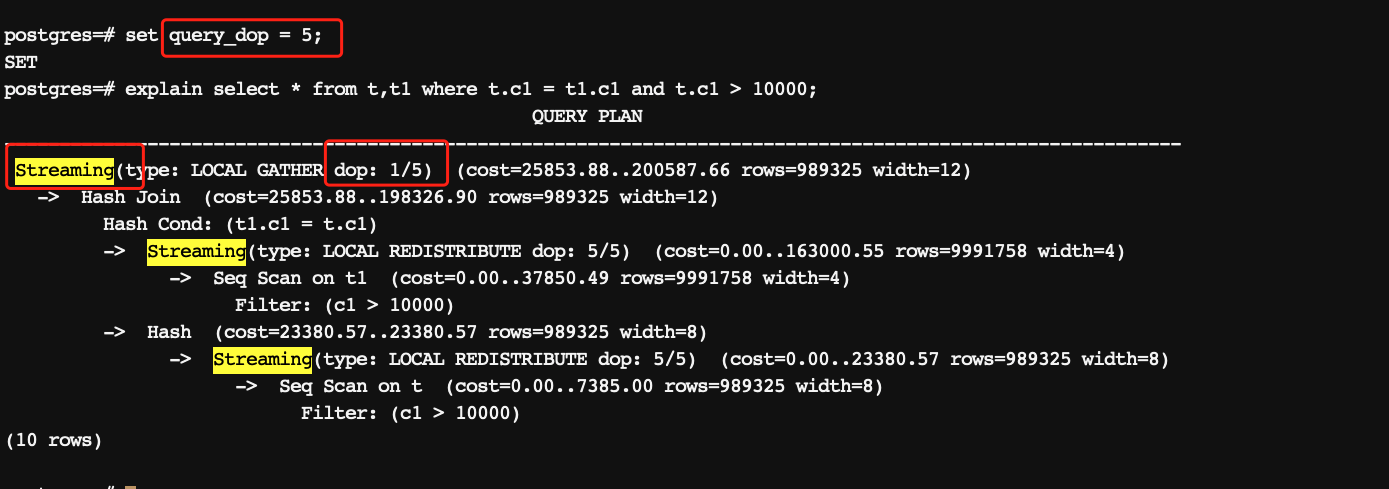 postgres=# set query_dop = 5;
SET
postgres=# explain select * from t,t1 where t.c1 = t1.c1 and t.c1 > 10000;
QUERY PLAN
---------------------------------------------------------------------------------------------------------
Streaming(type: LOCAL GATHER dop: 1/5)  (cost=25853.88..200587.66 rows=989325 width=12)
->  Hash Join  (cost=25853.88..198326.90 rows=989325 width=12)
Hash Cond: (t1.c1 = t.c1)
->  Streaming(type: LOCAL REDISTRIBUTE dop: 5/5)  (cost=0.00..163000.55 rows=9991758 width=4)
->  Seq Scan on t1  (cost=0.00..37850.49 rows=9991758 width=4)
Filter: (c1 > 10000)
->  Hash  (cost=23380.57..23380.57 rows=989325 width=8)
->  Streaming(type: LOCAL REDISTRIBUTE dop: 5/5)  (cost=0.00..23380.57 rows=989325 width=8)
->  Seq Scan on t  (cost=0.00..7385.00 rows=989325 width=8)
Filter: (c1 > 10000)
(10 rows)